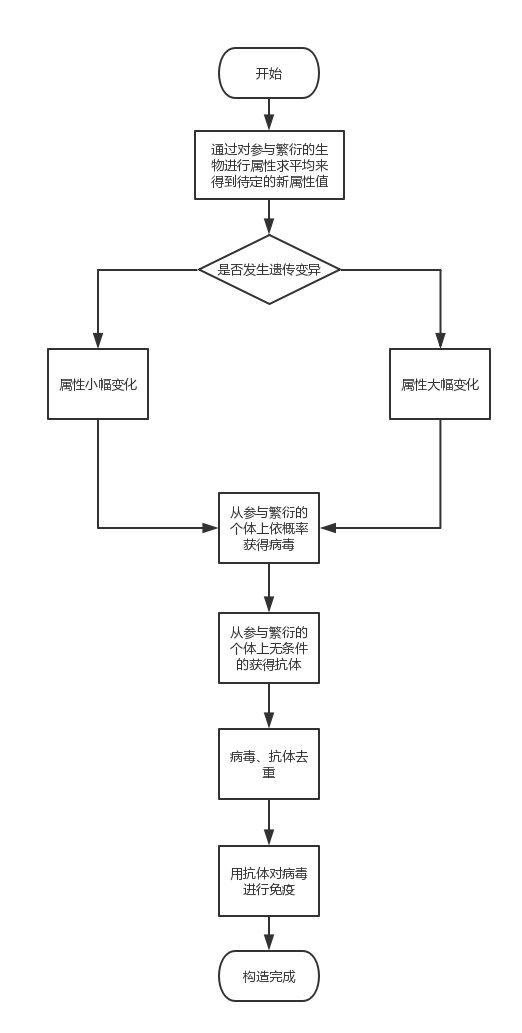 开始
通过对参与繁衍的生
物进行属性求平均来
得到待定的新属性值
是否发生遗传变异
属性小幅变化
属性大幅变化
从参与繁衍的
个体上依概率
获得病毒
从参与繁衍的
个体上无条件
的获得抗体
病毒、抗体去
重
用抗体对病毒
进行免疫
构造完成